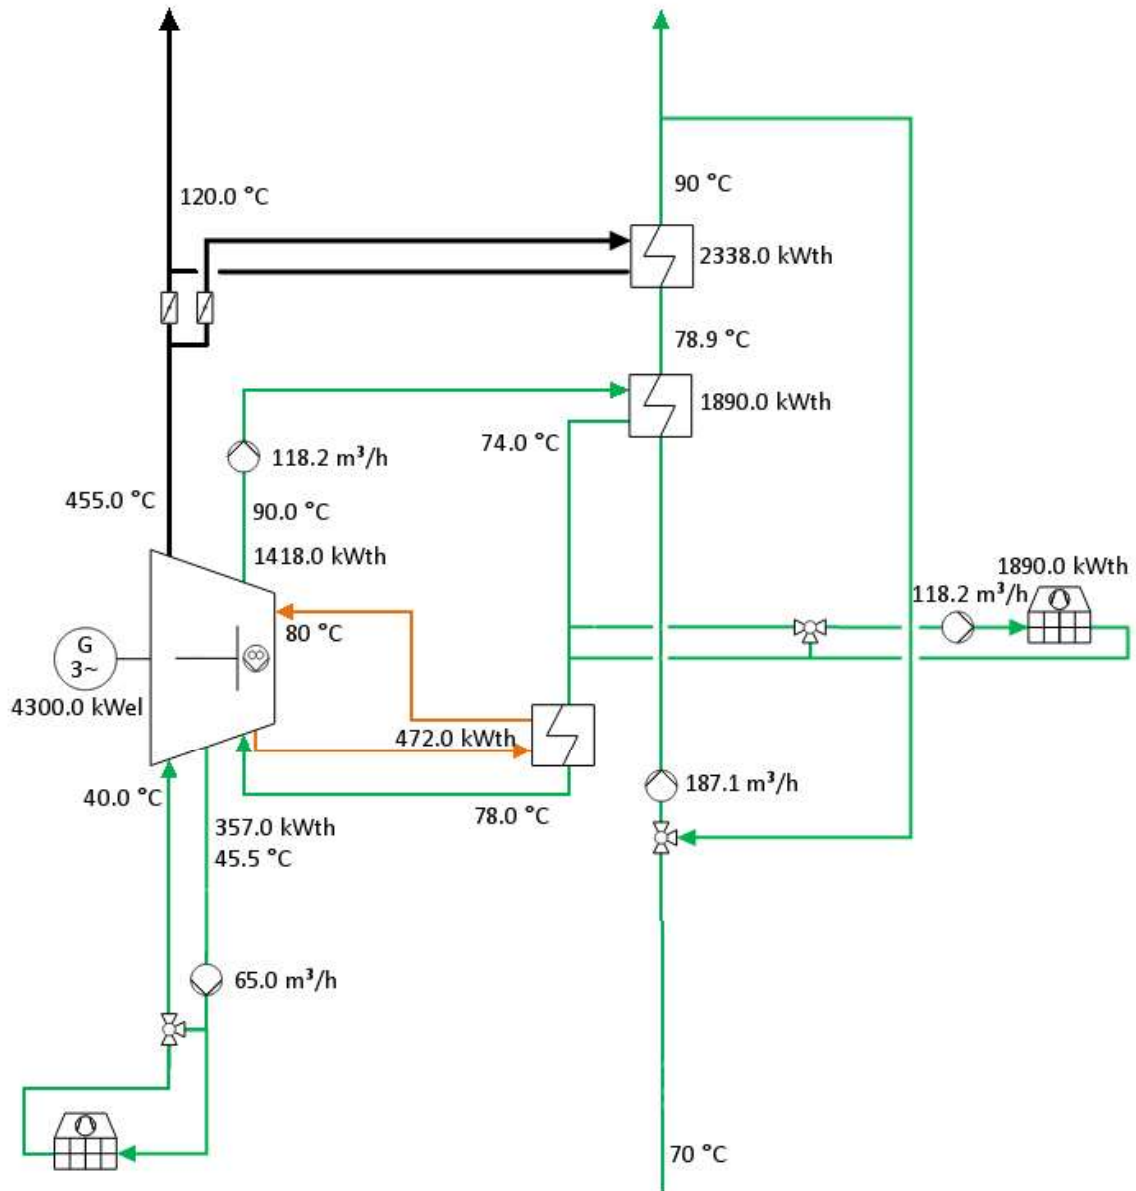 120.0 °C
90 °C
2338.0 kWth
78.9 °C
1890.0 kWth
74.0 °C
118.2 m³/h
455.0 °C
90.0 °C
1418.0 kWth
1890.0 kWth
118.2 m³/h
80 °C
G
3~
4300.0 kWel
472.0 kWth
40.0 °C
187.1 m³/h
78.0 °C
357.0 kWth
45.5 °C
65.0 m³/h
70 °C